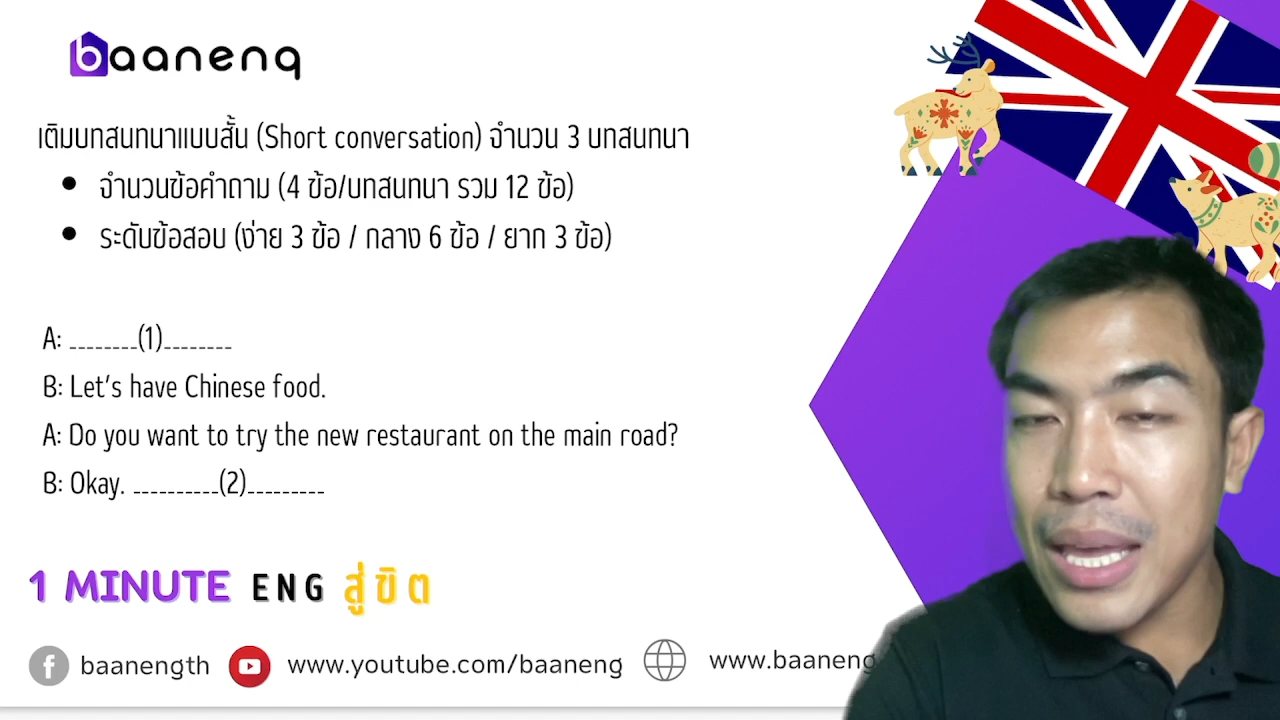 baanenq
เติมบทสนทนาแบบสั้น (Short conversation) จำนวน 3 บทสนทนา
• จำนวนข้อคำถาม (4 ข้อ/บทสนทนา รวม 12 ข้อ)
• ระดับข้อสอบ (ง่าย 3 ข้อ / กลาง 6 ข้อ / ยาก 3 ข้อ)
A: ________(1)________
B: Let's have Chinese food.
A: Do you want to try the new restaurant on the main road?
B: Okay. __________(2)_________
1 MINUTE ENG สู่ขิต
baanength www.youtube.com/baaneng www.baaneng